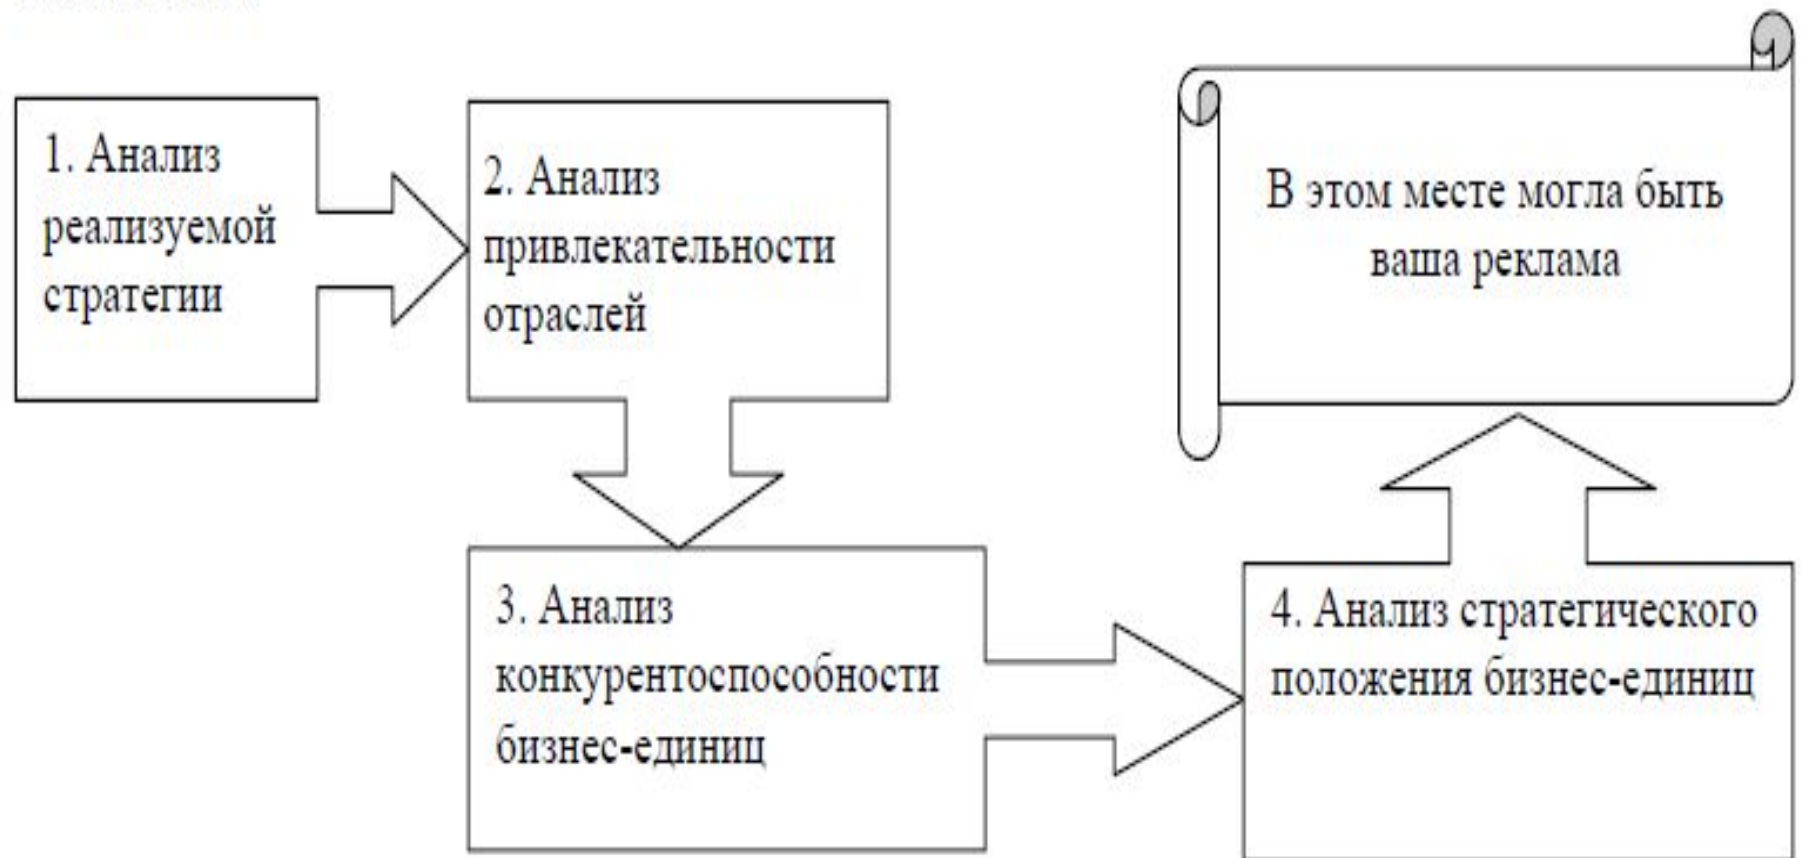 1. Анализ
реализуемой
стратегии
2. Анализ
привлекательности
отраслей
3. Анализ
конкурентоспособности
бизнес-единиц
4. Анализ стратегического
положения бизнес-единиц
В этом месте могла быть
ваша реклама